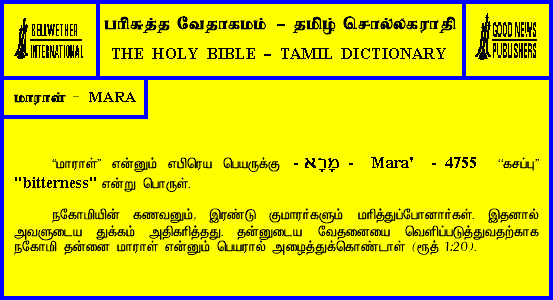 BELLWETHER
INTERNATIONAL
பரிசுத்த வேதாகமம் – தமிழ் சொல்லகராதி
THE HOLY BIBLE – TAMIL DICTIONARY
GOOD NEWS
PUBLISHERS
மாராள் - MARA
“மாராள்” என்னும் எபிரெய பெயருக்கு - מָרָא - Mara' - 4755 “கசப்பு”
"bitterness" என்று பொருள்.
நகோமியின் கணவனும், இரண்டு குமாரர்களும் மரித்துப்போனார்கள். இதனால்
அவளுடைய துக்கம் அதிகரித்தது. தன்னுடைய வேதனையை வெளிப்படுத்துவதற்காக
நகோமி தன்னை மாராள் என்னும் பெயரால் அழைத்துக்கொண்டாள் (ரூத் 1:20).